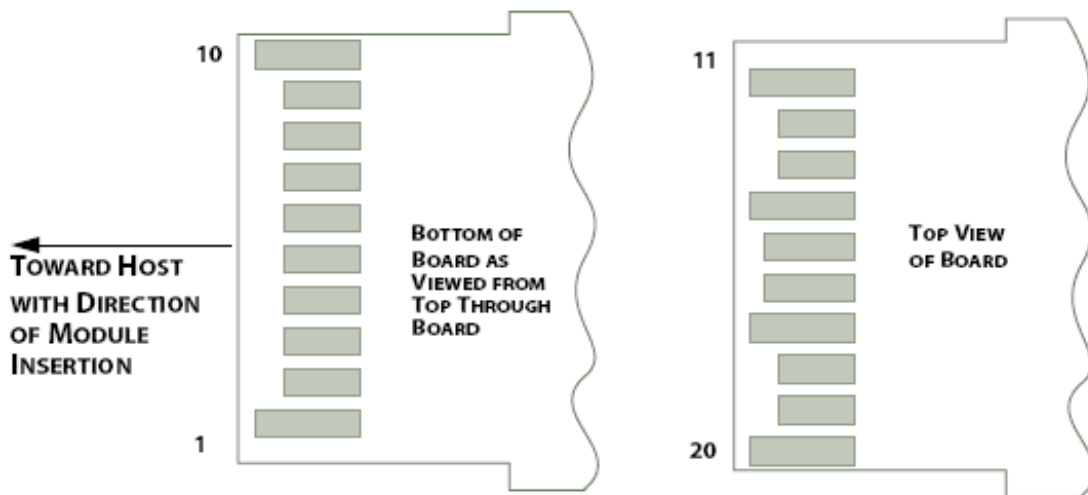 10
1
TOWARD HOST
WITH DIRECTION
OF MODULE
INSERTION
BOTTOM OF
BOARD AS
VIEWED FROM
TOP THROUGH
BOARD
11
20
TOP VIEW
OF BOARD